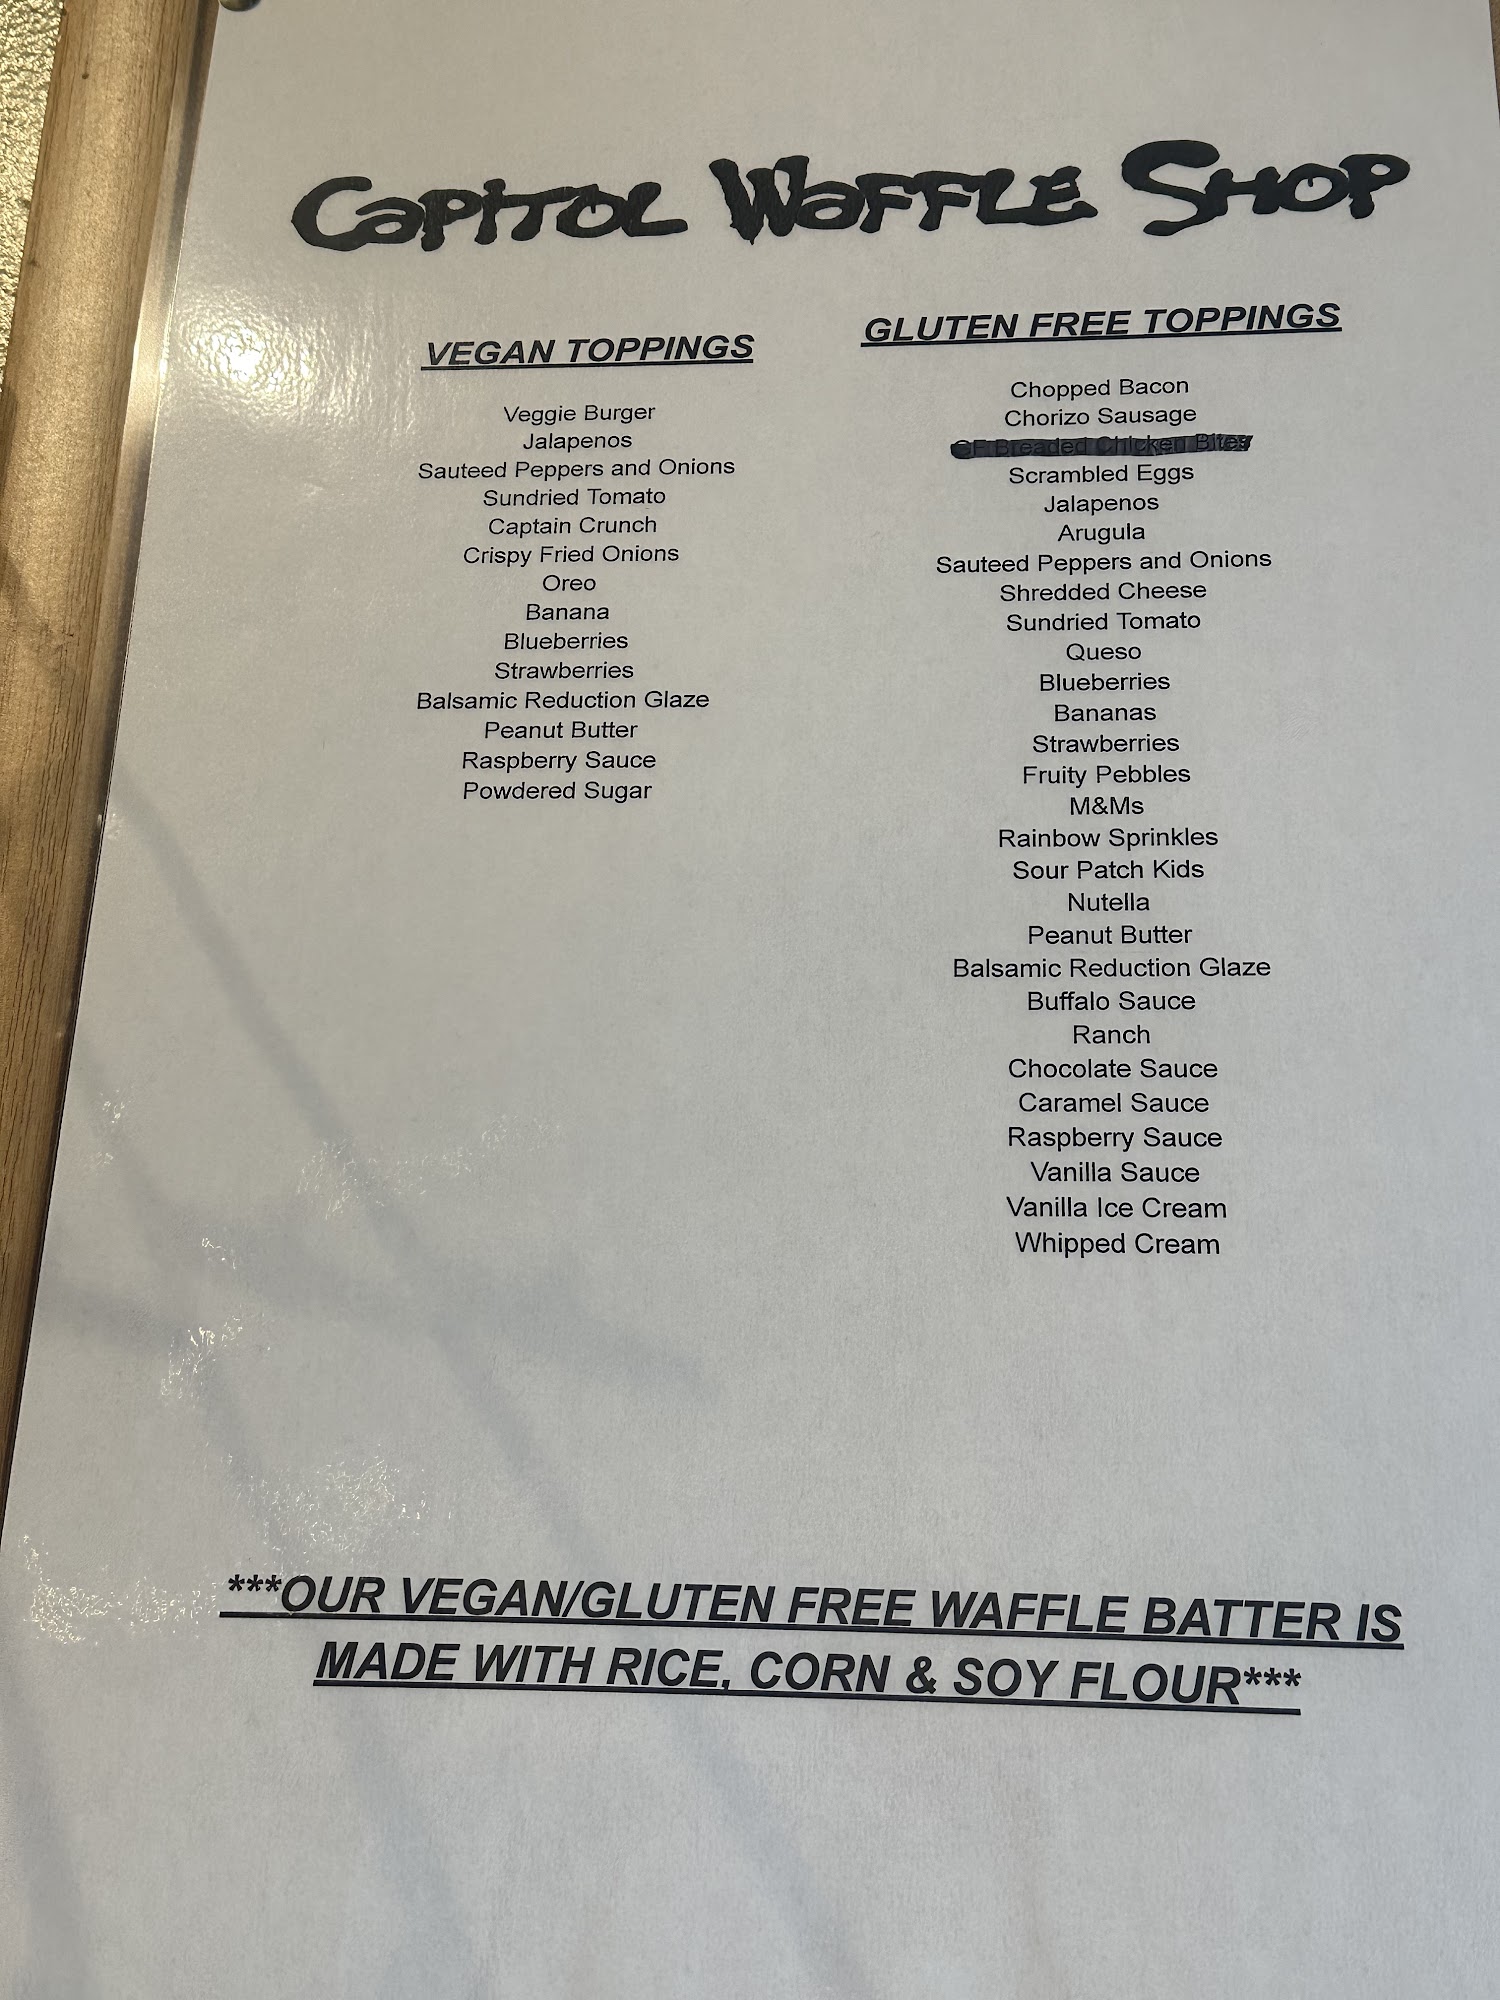 Capitol Waffle Shop
VEGAN TOPPINGS
Veggie Burger
Jalapenos
Sauteed Peppers and Onions
Sundried Tomato
Captain Crunch
Crispy Fried Onions
Oreo
Banana
Blueberries
Strawberries
Balsamic Reduction Glaze
Peanut Butter
Raspberry Sauce
Powdered Sugar
GLUTEN FREE TOPPINGS
Chopped Bacon
Chorizo Sausage
GF Breaded Chicken Bites
Scrambled Eggs
Jalapenos
Arugula
Sauteed Peppers and Onions
Shredded Cheese
Sundried Tomato
Queso
Blueberries
Bananas
Strawberries
Fruity Pebbles
M&Ms
Rainbow Sprinkles
Sour Patch Kids
Nutella
Peanut Butter
Balsamic Reduction Glaze
Buffalo Sauce
Ranch
Chocolate Sauce
Caramel Sauce
Raspberry Sauce
Vanilla Sauce
Vanilla Ice Cream
Whipped Cream
***OUR VEGAN/GLUTEN FREE WAFFLE BATTER IS
MADE WITH RICE, CORN & SOY FLOUR***